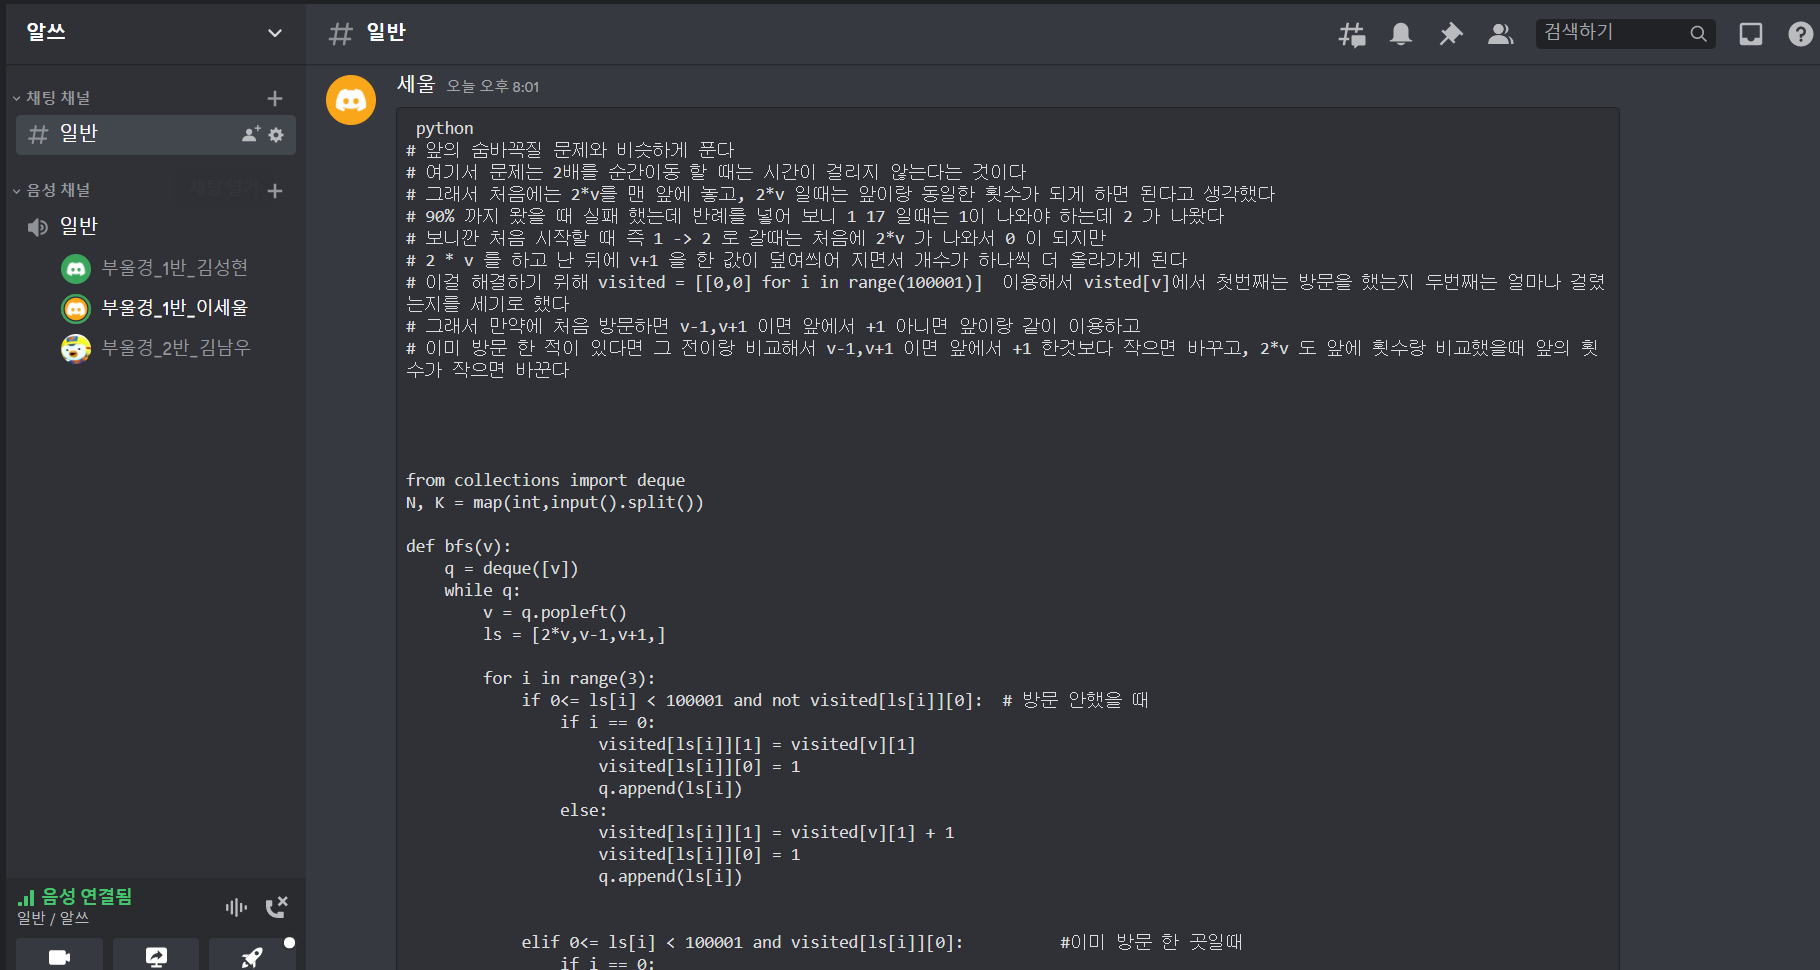 알쓰
일반
검색하기
채팅 채널
일반
음성 채널
일반
부울경_1반_김성현
부울경_1반_이세울
부울경_2반_김남우
음성 연결됨
일반 / 알쓰
세울 오늘 오후 8:01
python
# 앞의 숨바꼭질 문제와 비슷하게 푼다
# 여기서 문제는 2배를 순간이동 할 때는 시간이 걸리지 않는다는 것이다
# 그래서 처음에는 2*v를 맨 앞에 놓고, 2*v 일때는 앞이랑 동일한 횟수가 되게 하면 된다고 생각했다
# 90% 까지 왔을 때 실패 했는데 반례를 넣어 보니 1 17 일때는 1이 나와야 하는데 2 가 나왔다
# 보니깐 처음 시작할 때 즉 1 -> 2 로 갈때는 처음에 2*v 가 나와서 0 이 되지만
# 2 * v 를 하고 난 뒤에 v+1 을 한 값이 덮여씌어 지면서 개수가 하나씩 더 올라가게 된다
# 이걸 해결하기 위해 visited = [[0,0] for i in range(100001)] 이용해서 visted[v]에서 첫번째는 방문을 했는지 두번째는 얼마나 걸렸
는지를 세기로 했다
# 그래서 만약에 처음 방문하면 v-1,v+1 이면 앞에서 +1 아니면 앞이랑 같이 이용하고
# 이미 방문 한 적이 있다면 그 전이랑 비교해서 v-1,v+1 이면 앞에서 +1 한것보다 작으면 바꾸고, 2*v 도 앞에 횟수랑 비교했을때 앞의 횟
수가 작으면 바꾼다
from collections import deque
N, K = map(int,input().split())
def bfs(v):
    q = deque([v])
    while q:
        v = q.popleft()
        ls = [2*v,v-1,v+1,]
        for i in range(3):
            if 0<= ls[i] < 100001 and not visited[ls[i]][0]:  # 방문 안했을 때
                if i == 0:
                    visited[ls[i]][1] = visited[v][1]
                    visited[ls[i]][0] = 1
                    q.append(ls[i])
                else:
                    visited[ls[i]][1] = visited[v][1] + 1
                    visited[ls[i]][0] = 1
                    q.append(ls[i])
            elif 0<= ls[i] < 100001 and visited[ls[i]][0]:          #이미 방문 한 곳일때
                if i == 0: